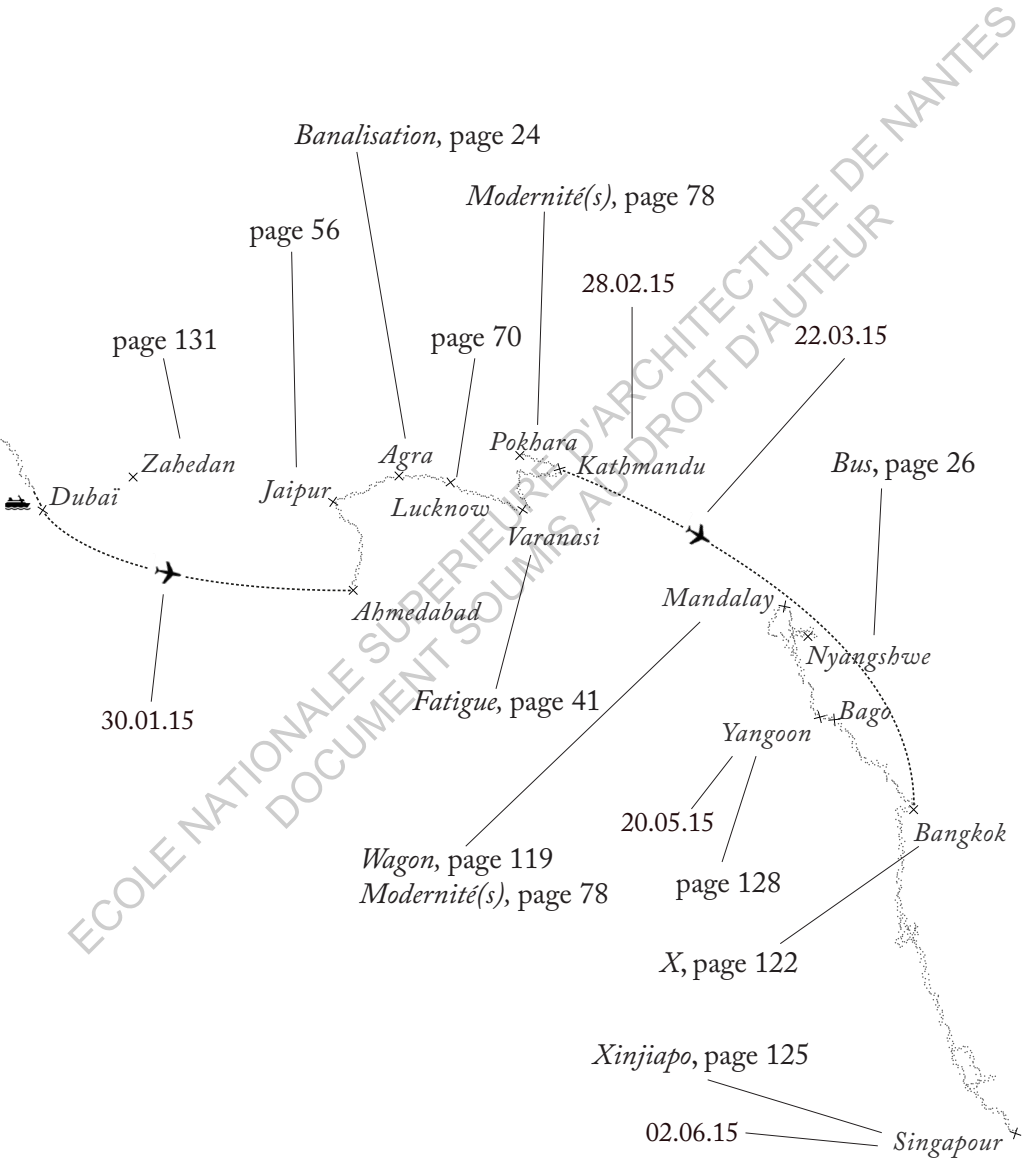 Banalisation, page 24
Modernité(s), page 78
page 56
28.02.15
22.03.15
page 131
page 70
Pokhara
Agra
Zahedan
Kathmandu
Bus, page 26
Jaipur
Dubaï
Lucknow
Varanasi
Mandalay
Ahmedabad
Nyangshwe
Fatigue, page 41
Bago
30.01.15
Yangoon
20.05.15
Bangkok
Wagon, page 119
Modernité(s), page 78
page 128
X, page 122
Xinjiapo, page 125
02.06.15
Singapour
ECOLE NATIONALE SUPERIEURE D'ARCHITECTURE DE NANTES
DOCUMENT SOUMIS AU DROIT D'AUTEUR